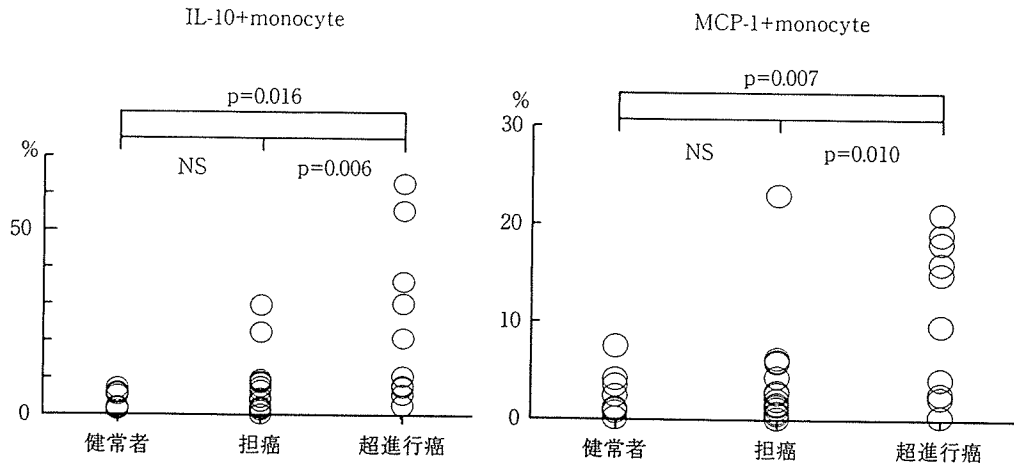 IL-10+monocyte
p=0.016
%
NS
p=0.006
50
0
健常者
担癌
超進行癌
MCP-1+monocyte
p=0.007
%
30
NS
p=0.010
20
10
0
健常者
担癌
超進行癌